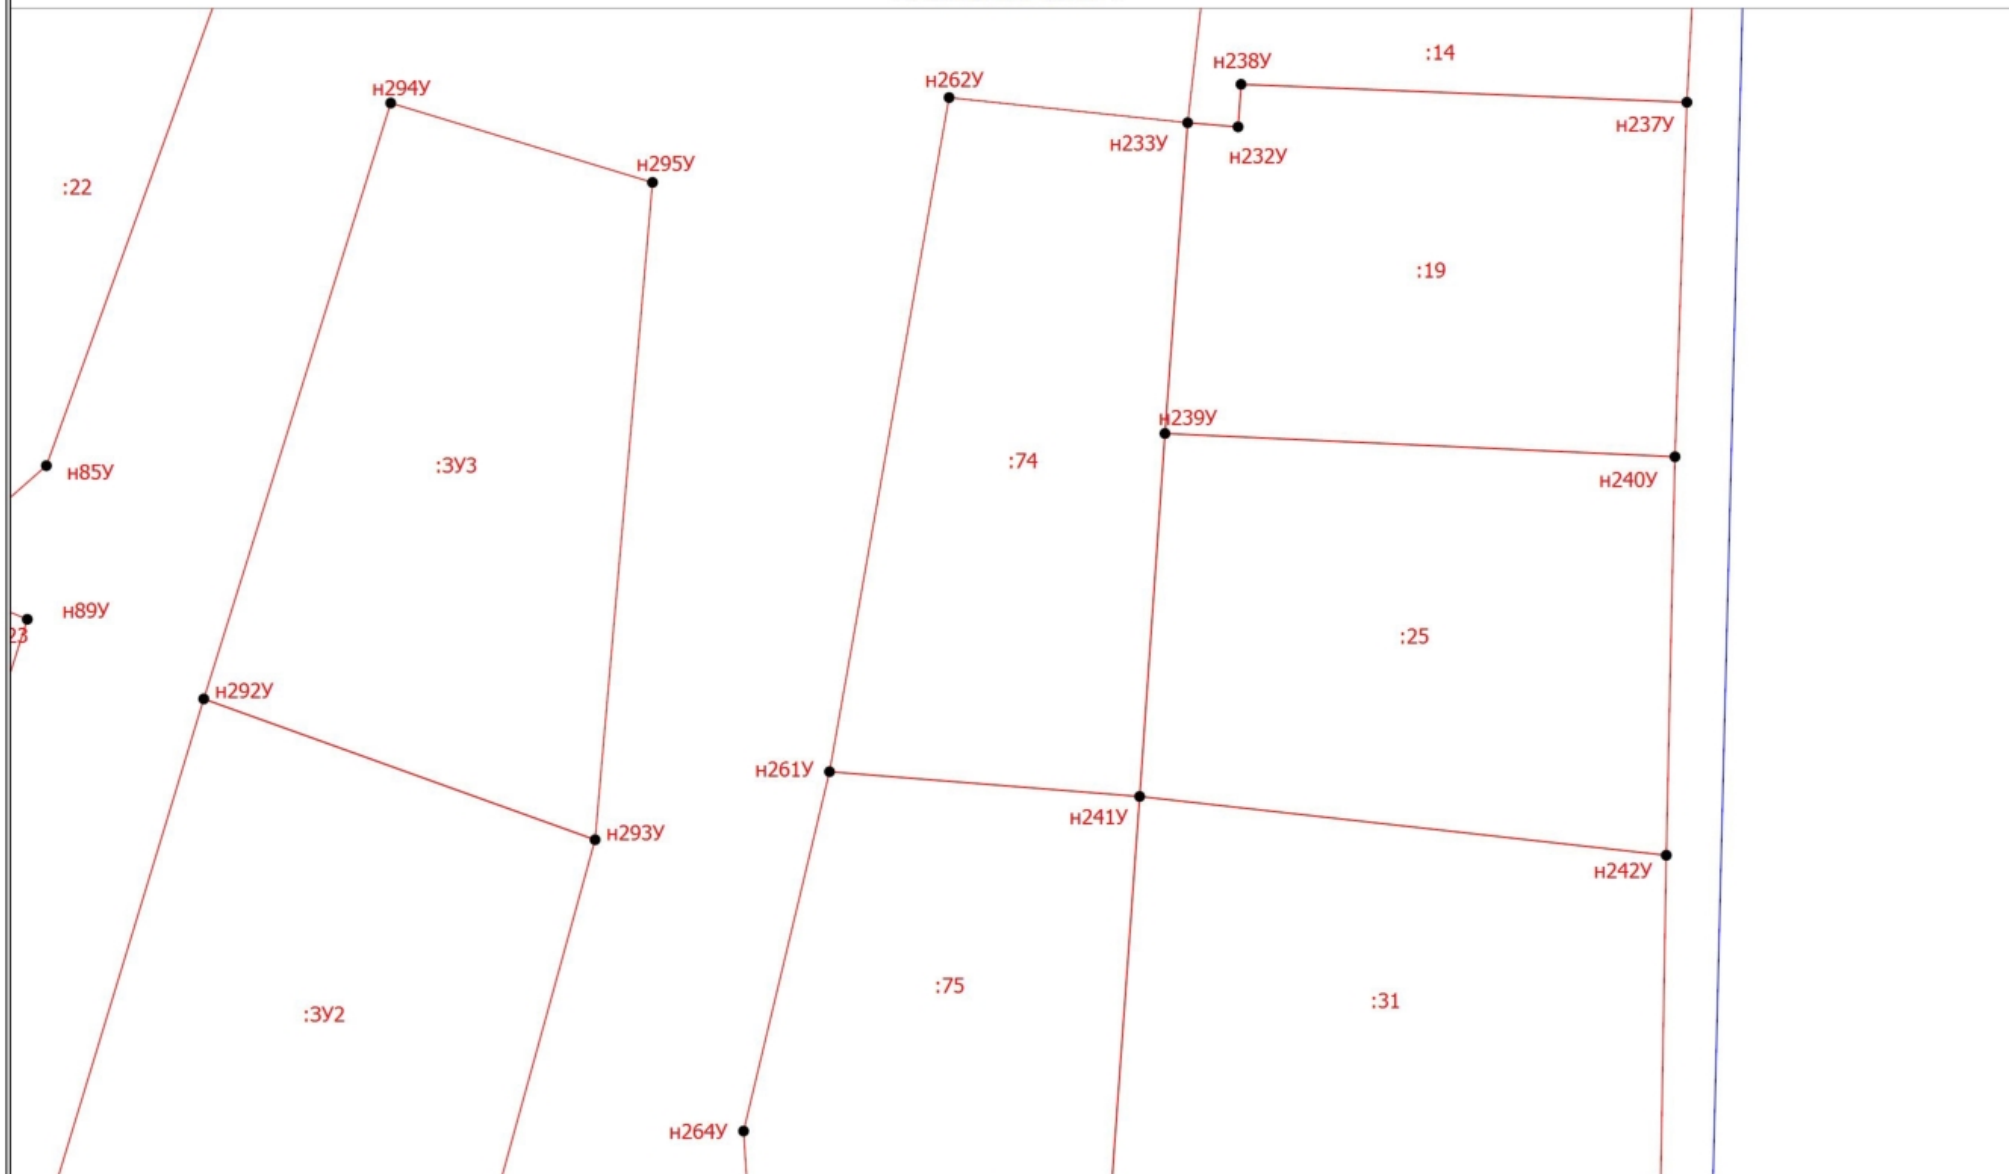 :14
н238У
н262У
н294У
н237У
н233У
н232У
н295У
:22
:19
н239У
:74
:ЗУ3
н85У
н240У
н89У
23
:25
н292У
н261У
н241У
н293У
н242У
:75
:31
:ЗУ2
н264У